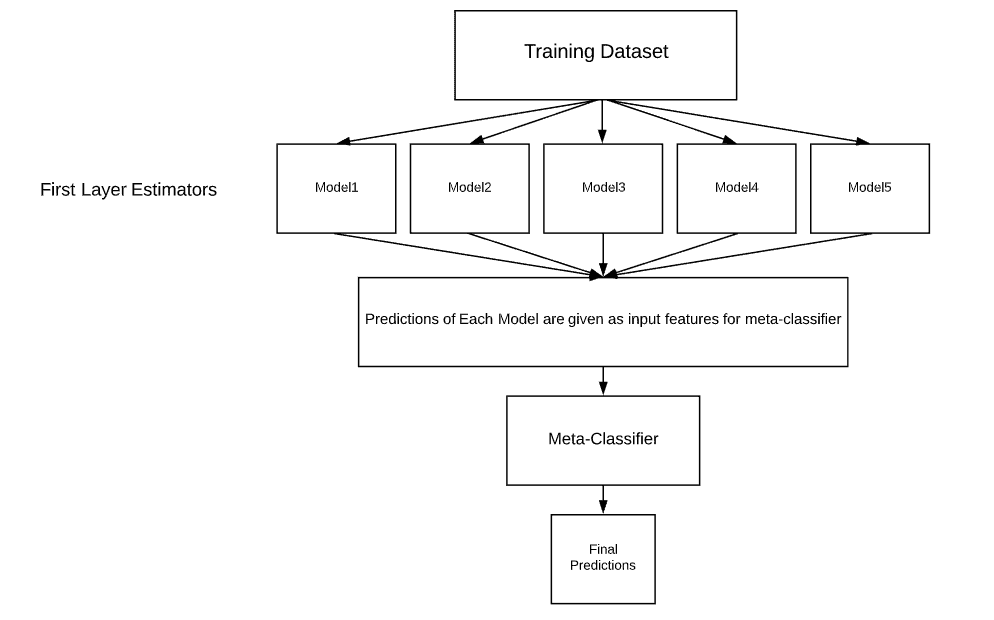 Training Dataset
First Layer Estimators
Model1
Model2
Model3
Model4
Model5
Predictions of Each Model are given as input features for meta-classifier
Meta-Classifier
Final
Predictions